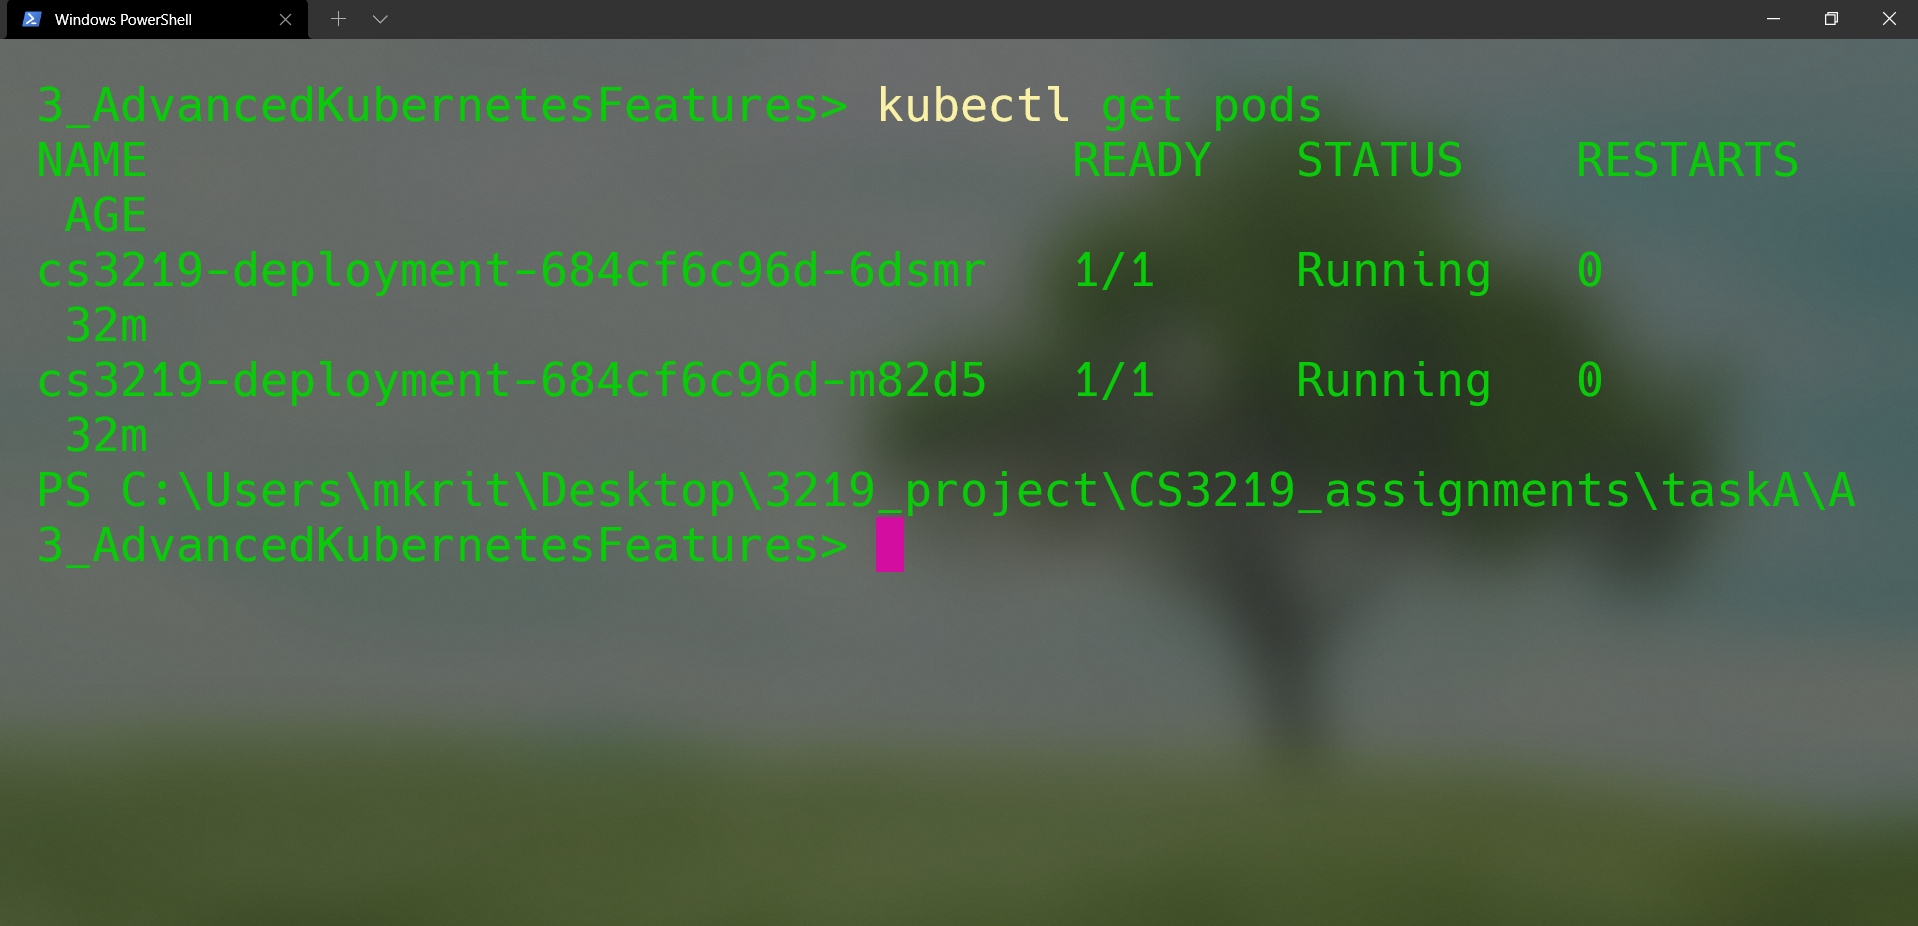 Windows PowerShell
3_AdvancedKubernetesFeatures> kubectl get pods
NAME READY STATUS RESTARTS
AGE
cs3219-deployment-684cf6c96d-6dsmr 1/1 Running 0
32m
cs3219-deployment-684cf6c96d-m82d5 1/1 Running 0
32m
PS C:\Users\mkrit\Desktop\3219_project\CS3219_assignments\taskA\A
3_AdvancedKubernetesFeatures>